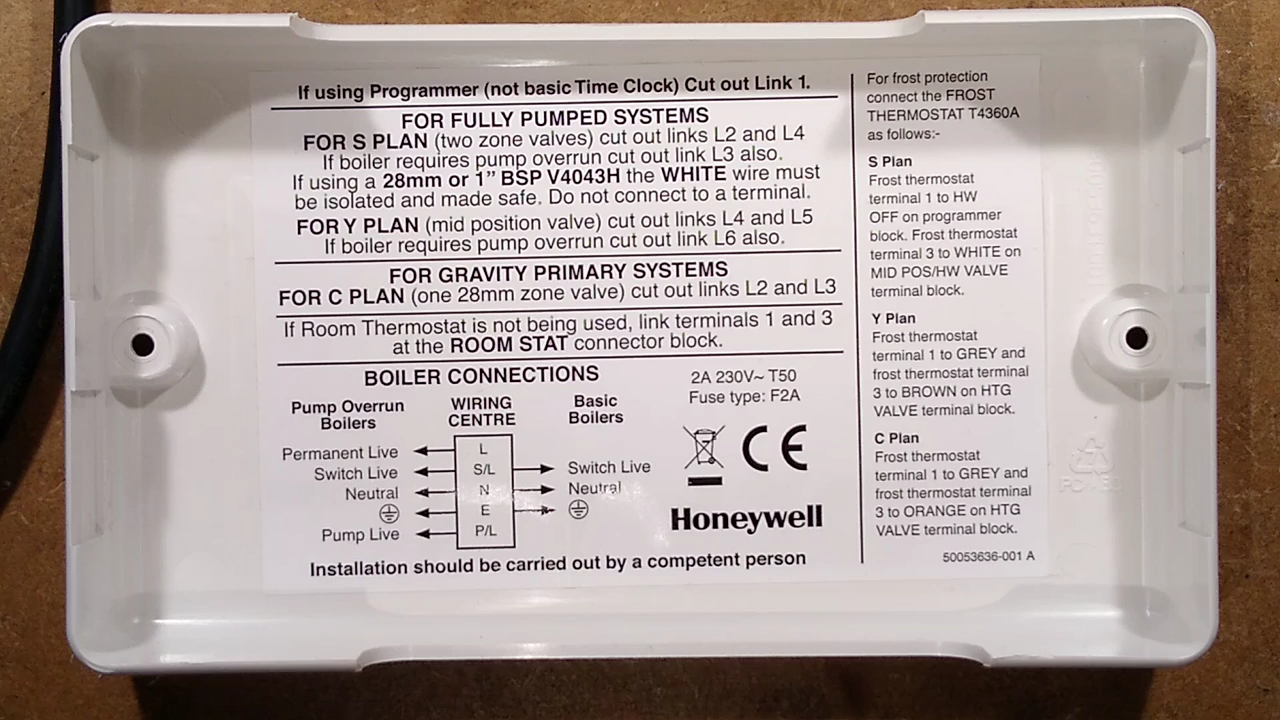 If using Programmer (not basic Time Clock) Cut out Link 1.
FOR FULLY PUMPED SYSTEMS
FOR S PLAN (two zone valves) cut out links L2 and L4
If boiler requires pump overrun cut out link L3 also.
If using a 28mm or 1” BSP V4043H the WHITE wire must
be isolated and made safe. Do not connect to a terminal.
FOR Y PLAN (mid position valve) cut out links L4 and L5
If boiler requires pump overrun cut out link L6 also.
FOR GRAVITY PRIMARY SYSTEMS
FOR C PLAN (one 28mm zone valve) cut out links L2 and L3
If Room Thermostat is not being used, link terminals 1 and 3
at the ROOM STAT connector block.
BOILER CONNECTIONS
Pump Overrun
Boilers
WIRING
CENTRE
Basic
Boilers
Permanent Live L
Switch Live S/L Switch Live
Neutral N Neutral
E
Pump Live P/L
2A 230V~ T50
Fuse type: F2A
CE
Honeywell
Installation should be carried out by a competent person
For frost protection
connect the FROST
THERMOSTAT T4360A
as follows:-
S Plan
Frost thermostat
terminal 1 to HW
OFF on programmer
block. Frost thermostat
terminal 3 to WHITE on
MID POS/HW VALVE
terminal block.
Y Plan
Frost thermostat
terminal 1 to GREY and
frost thermostat terminal
3 to BROWN on HTG
VALVE terminal block.
C Plan
Frost thermostat
terminal 1 to GREY and
frost thermostat terminal
3 to ORANGE on HTG
VALVE terminal block.
50053636-001 A